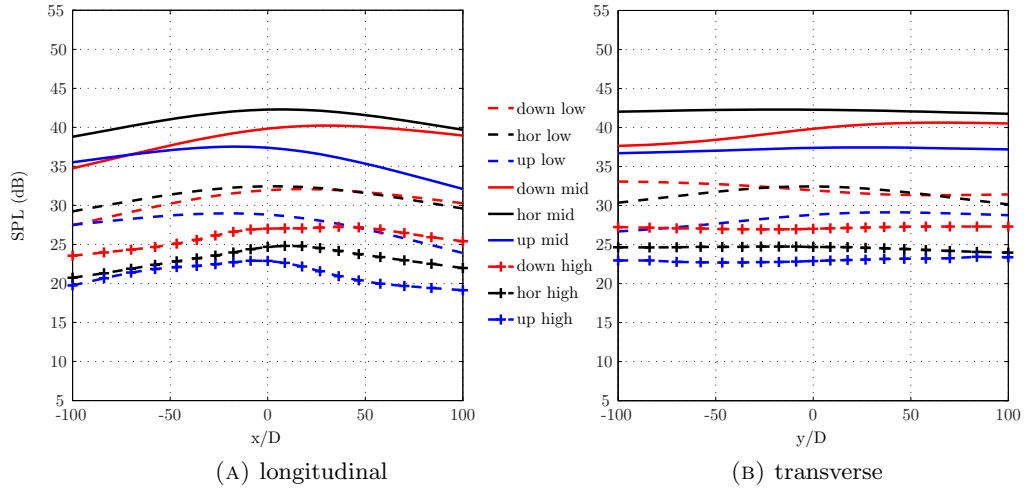 55
50
45
40
35
30
25
20
15
10
5
SPL (dB)
-100 -50 0 50 100
x/D
(A) longitudinal
down low
hor low
up low
down mid
hor mid
up mid
down high
hor high
up high
55
50
45
40
35
30
25
20
15
10
5
-100 -50 0 50 100
y/D
(B) transverse